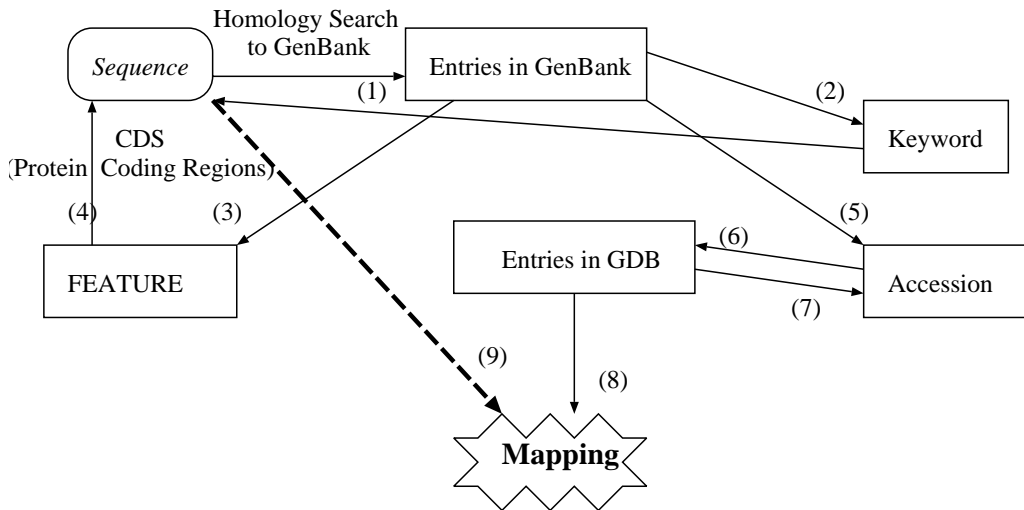 Homology Search
to GenBank
Sequence
Entries in GenBank
(1)
(2)
Keyword
CDS
(Protein Coding Regions)
(4)
(3)
(5)
(6)
Entries in GDB
FEATURE
Accession
(7)
(9)
(8)
Mapping